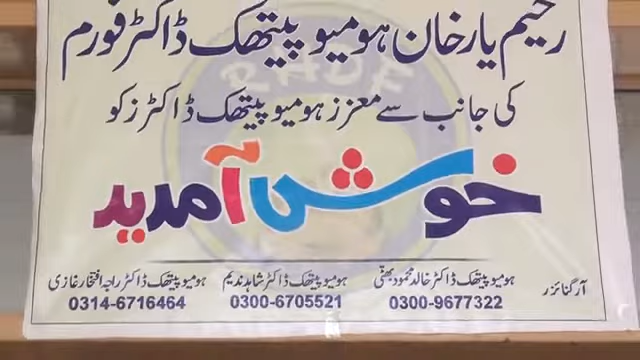 رحیم یار خان ہومیو پیتھک ڈاکٹر فورم
RHDF
کی جانب سے معزز ہومیو پیتھک ڈاکٹرز کو
خوش آمدید
آرگنائزر ہومیو پیتھک ڈاکٹر خالد محمود بھٹی ہومیو پیتھک ڈاکٹر شاہد ندیم ہومیو پیتھک ڈاکٹر راجہ افتخار غازی
0300-9677322 0300-6705521 0314-6716464